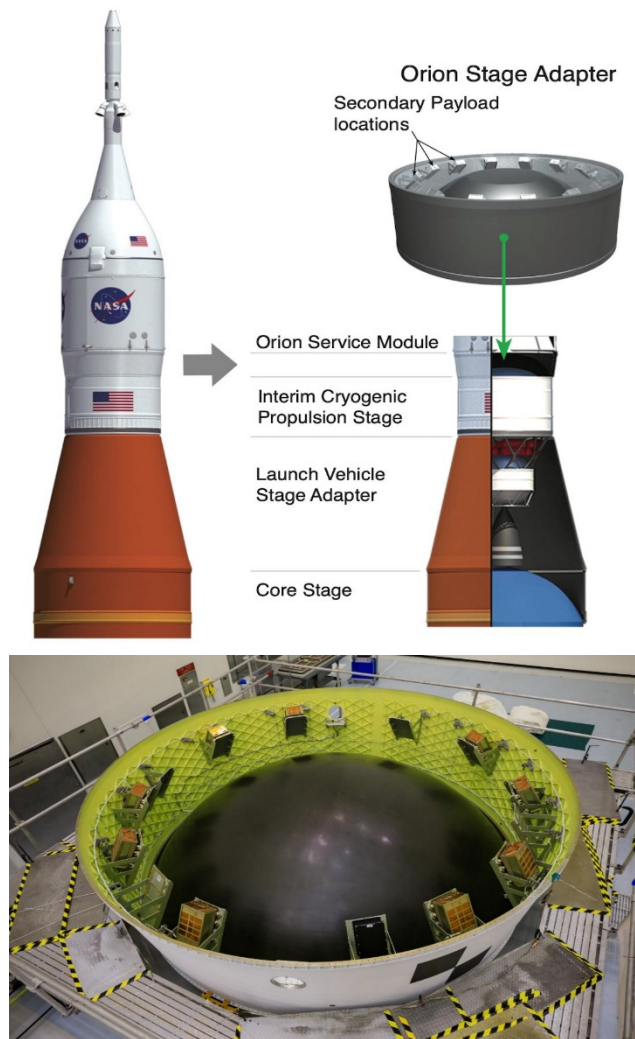 Orion Stage Adapter
Secondary Payload
locations
NASA
NASA
Orion Service Module
Interim Cryogenic
Propulsion Stage
Launch Vehicle
Stage Adapter
Core Stage